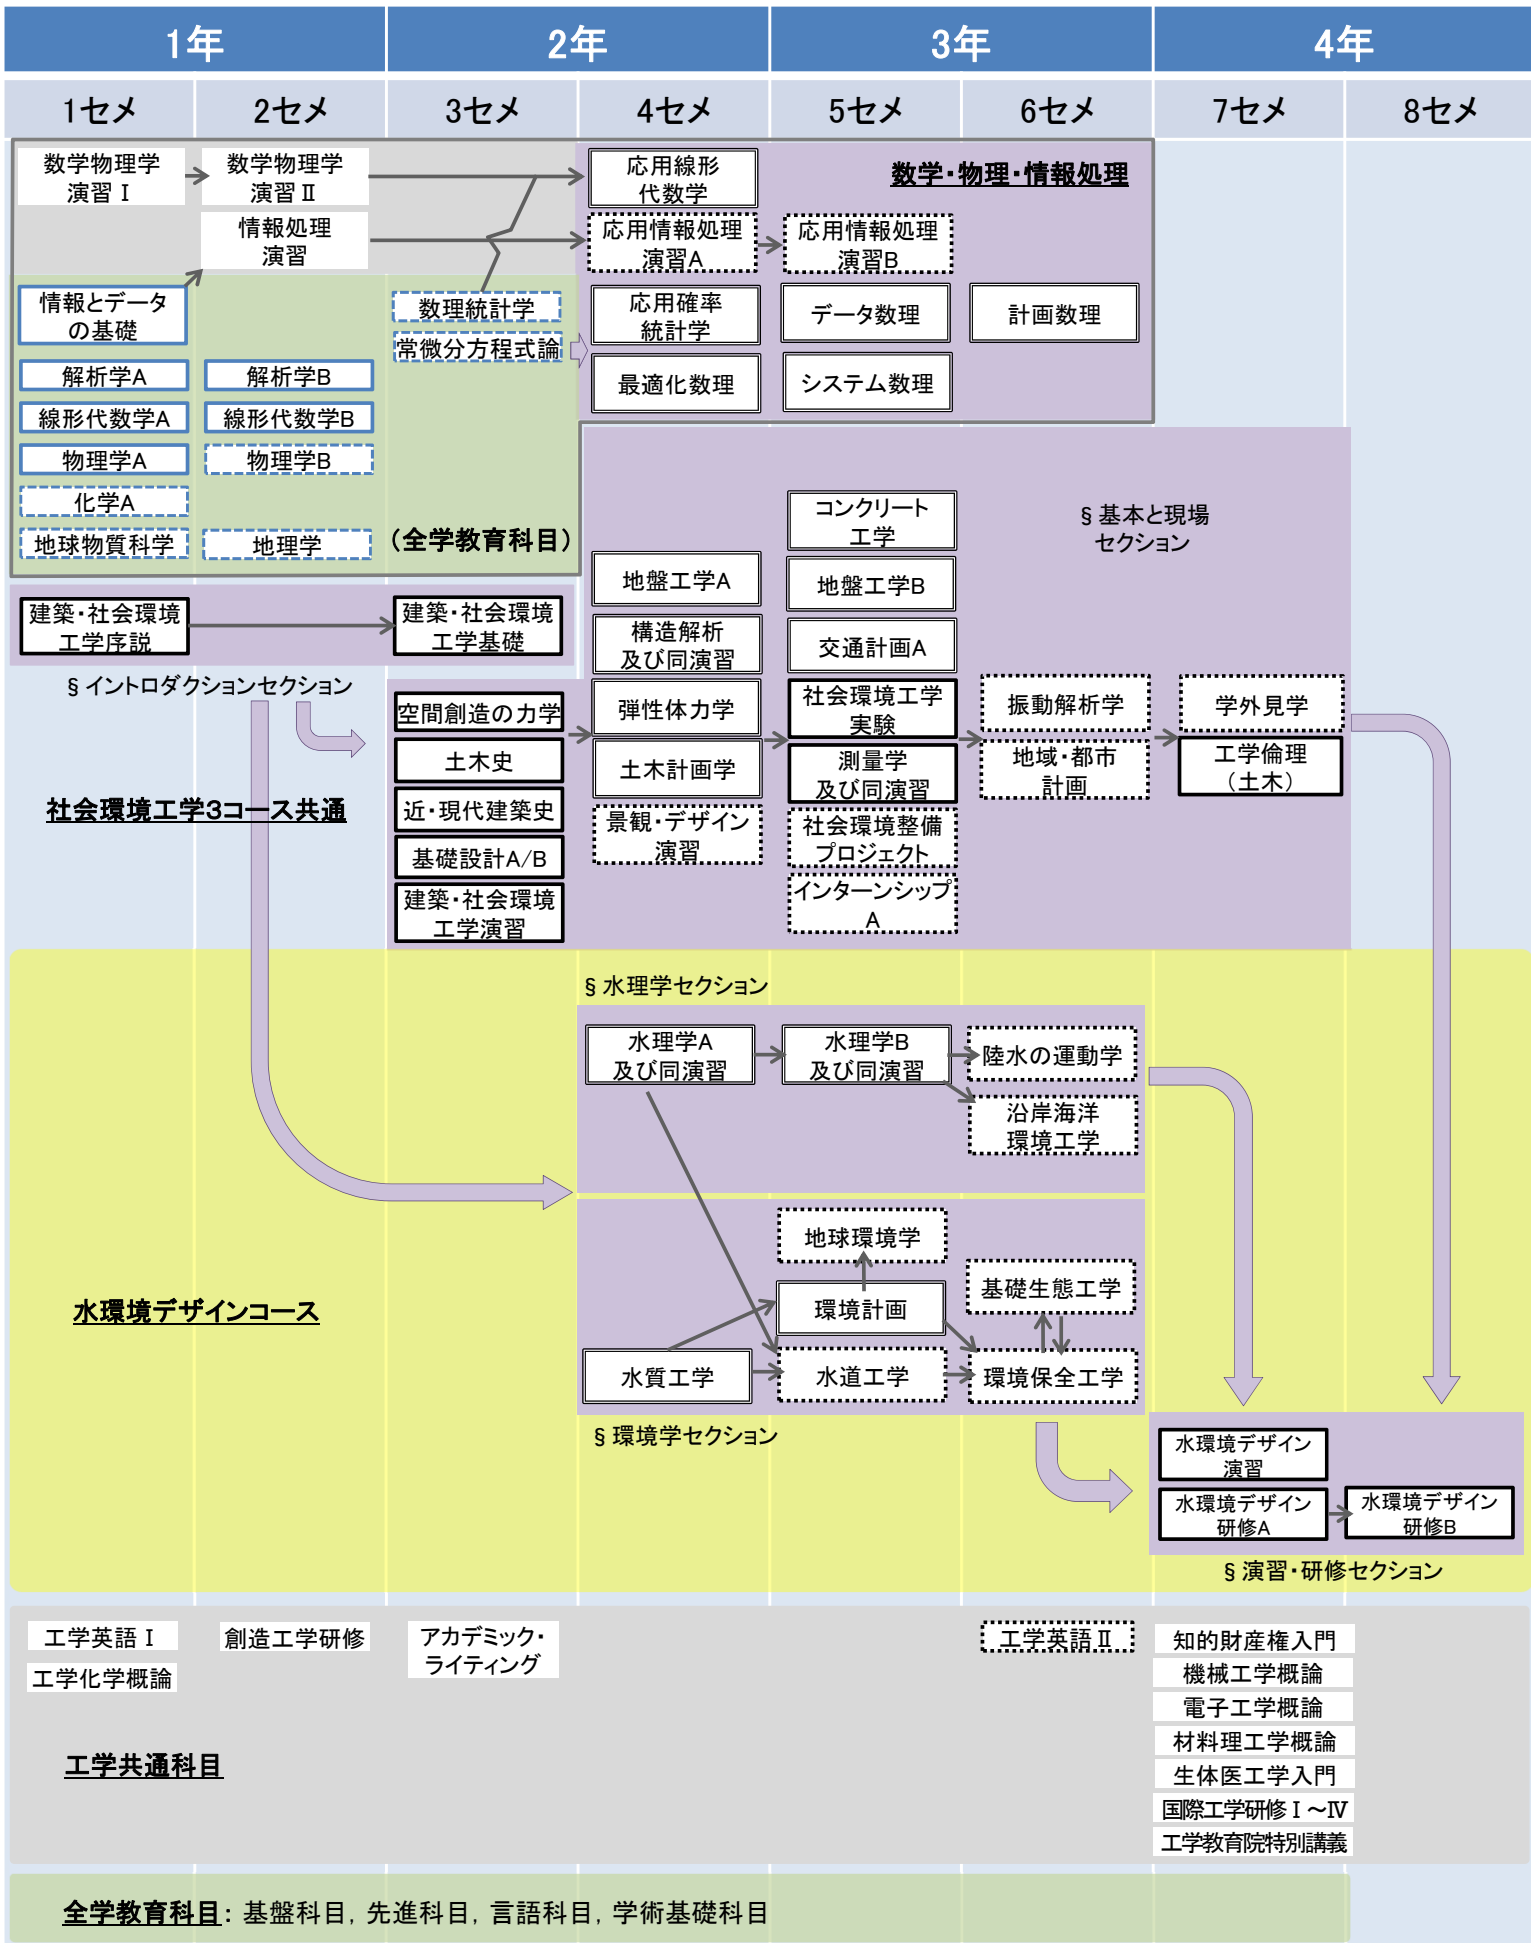 1年
2年
3年
4年
1セメ
2セメ
3セメ
4セメ
5セメ
6セメ
7セメ
8セメ
数学・物理・情報処理
数学物理学
演習Ⅰ
数学物理学
演習Ⅱ
応用線形
代数学
情報処理
演習
応用情報処理
演習A
応用情報処理
演習B
情報とデータ
の基礎
数理統計学
常微分方程式論
応用確率
統計学
データ数理
計画数理
解析学A
解析学B
最適化数理
システム数理
線形代数学A
線形代数学B
物理学A
物理学B
化学A
地球物質科学
地理学
(全学教育科目)
§基本と現場
セクション
コンクリート
工学
地盤工学A
地盤工学B
建築・社会環境
工学序説
建築・社会環境
工学基礎
構造解析
及び同演習
交通計画A
§イントロダクションセクション
空間創造の力学
弾性体力学
社会環境工学
実験
振動解析学
学外見学
土木史
土木計画学
測量学
及び同演習
地域・都市
計画
工学倫理
(土木)
社会環境工学3コース共通
近・現代建築史
景観・デザイン
演習
社会環境整備
プロジェクト
基礎設計A/B
建築・社会環境
工学演習
インターンシップ
A
§水理学セクション
水理学A
及び同演習
水理学B
及び同演習
陸水の運動学
沿岸海洋
環境工学
地球環境学
基礎生態工学
水環境デザインコース
環境計画
水質工学
水道工学
環境保全工学
§環境学セクション
水環境デザイン
演習
水環境デザイン
研修A
水環境デザイン
研修B
§演習・研修セクション
工学英語Ⅰ
創造工学研修
アカデミック・
ライティング
工学英語Ⅱ
知的財産権入門
工学化学概論
機械工学概論
電子工学概論
材料理工学概論
工学共通科目
生体医工学入門
国際工学研修Ⅰ～Ⅳ
工学教育院特別講義
全学教育科目: 基盤科目, 先進科目, 言語科目, 学術基礎科目